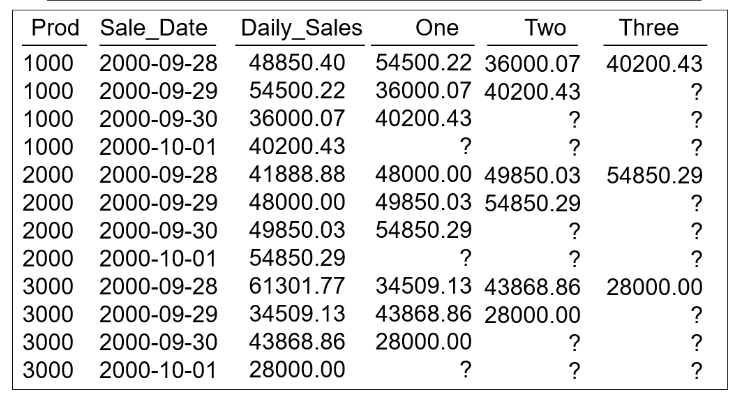 Prod Sale_Date Daily_Sales One Two Three
1000 2000-09-28 48850.40 54500.22 36000.07 40200.43
1000 2000-09-29 54500.22 36000.07 40200.43 ?
1000 2000-09-30 36000.07 40200.43 ? ?
1000 2000-10-01 40200.43 ? ? ?
2000 2000-09-28 41888.88 48000.00 49850.03 54850.29
2000 2000-09-29 48000.00 49850.03 54850.29 ?
2000 2000-09-30 49850.03 54850.29 ? ?
2000 2000-10-01 54850.29 ? ? ?
3000 2000-09-28 61301.77 34509.13 43868.86 28000.00
3000 2000-09-29 34509.13 43868.86 28000.00 ?
3000 2000-09-30 43868.86 28000.00 ? ?
3000 2000-10-01 28000.00 ? ? ?